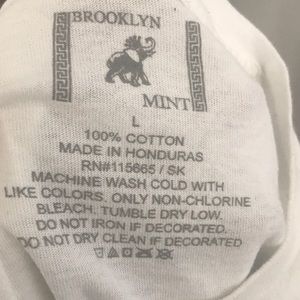 BROOKLYN
MINT
L
100% COTTON
MADE IN HONDURAS
RN#115665 / SK
MACHINE WASH COLD WITH
LIKE COLORS. ONLY NON-CHLORINE
BLEACH. TUMBLE DRY LOW.
DO NOT IRON IF DECORATED.
DO NOT DRY CLEAN IF DECORATED